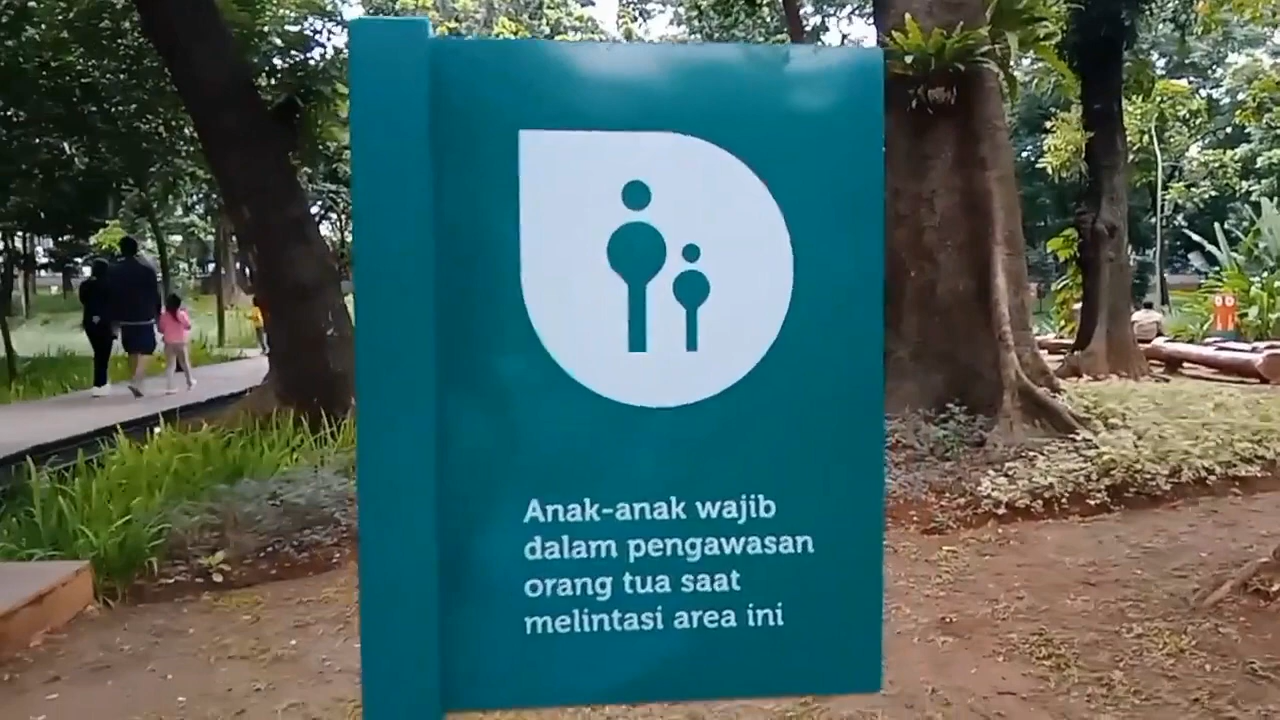 Anak-anak wajib
dalam pengawasan
orang tua saat
melintasi area ini